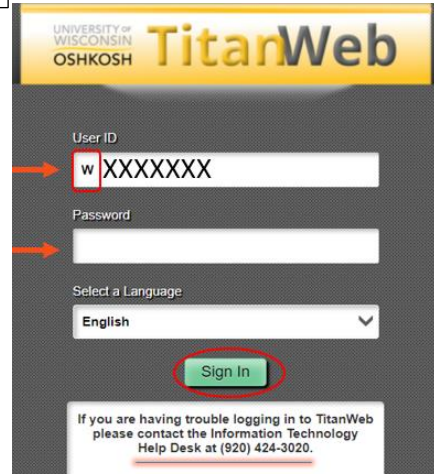 UNIVERSITY OF
WISCONSIN
OSHKOSH
TitanWeb
User ID
w XXXXXXX
Password
Select a Language
English
Sign In
If you are having trouble logging in to TitanWeb
please contact the Information Technology
Help Desk at (920) 424-3020.